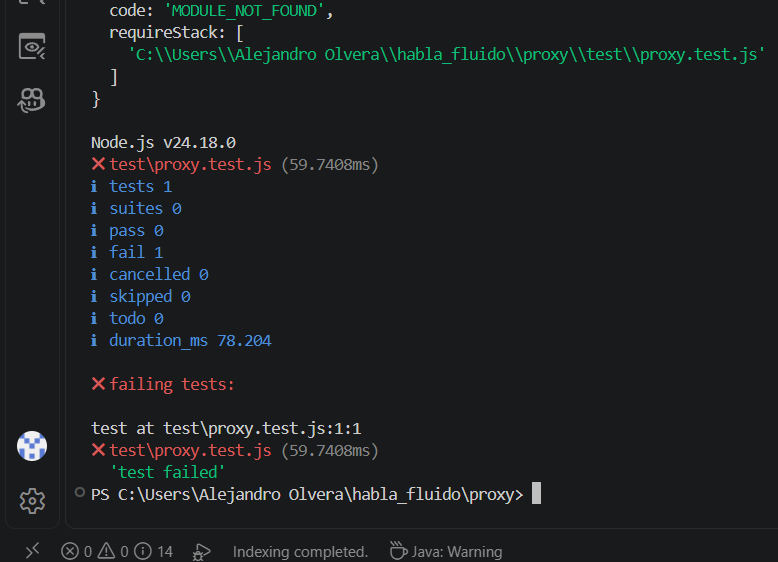 code: 'MODULE_NOT_FOUND',
requireStack: [
'C:\\Users\\Alejandro Olvera\\habla_fluido\\proxy\\test\\proxy.test.js'
]
}
Node.js v24.18.0
✖ test\proxy.test.js (59.7408ms)
ℹ tests 1
ℹ suites 0
ℹ pass 0
ℹ fail 1
ℹ cancelled 0
ℹ skipped 0
ℹ todo 0
ℹ duration_ms 78.204
✖ failing tests:
test at test\proxy.test.js:1:1
✖ test\proxy.test.js (59.7408ms)
'test failed'
PS C:\Users\Alejandro Olvera\habla_fluido\proxy>
0 0 14 Indexing completed. Java: Warning